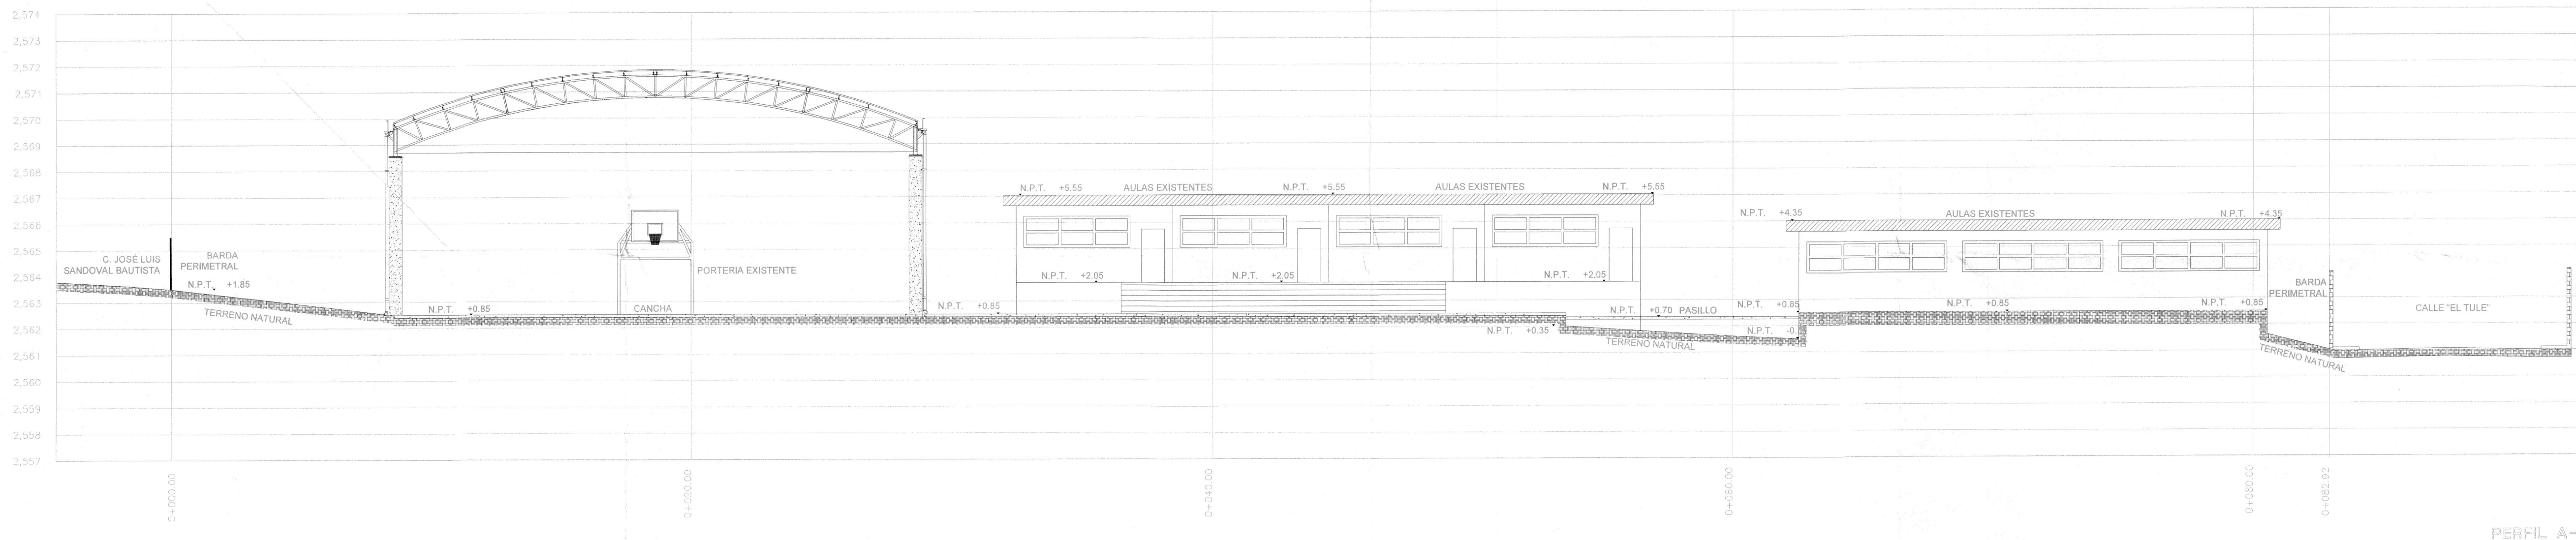 2,574
2,573
2,572
2,571
2,570
2,569
2,568
2,567
2,566
2,565
2,564
2,563
2,562
2,561
2,560
2,559
2,558
2,557
C. JOSÉ LUIS
SANDOVAL BAUTISTA
BARDA
PERIMETRAL
N.P.T. +1.85
TERRENO NATURAL
N.P.T. +0.85
CANCHA
PORTERIA EXISTENTE
N.P.T. +0.85
N.P.T. +5.55
AULAS EXISTENTES
N.P.T. +5.55
AULAS EXISTENTES
N.P.T. +5.55
N.P.T. +2.05
N.P.T. +2.05
N.P.T. +2.05
N.P.T. +0.35
N.P.T. +0.70 PASILLO
TERRENO NATURAL
N.P.T. +4.35
AULAS EXISTENTES
N.P.T. +4.35
N.P.T. +0.85
N.P.T. -0.
N.P.T. +0.85
N.P.T. +0.85
BARDA
PERIMETRAL
TERRENO NATURAL
CALLE "EL TULE"
0+000.00
0+020.00
0+040.00
0+060.00
0+080.00
0+082.92
PERFIL A-